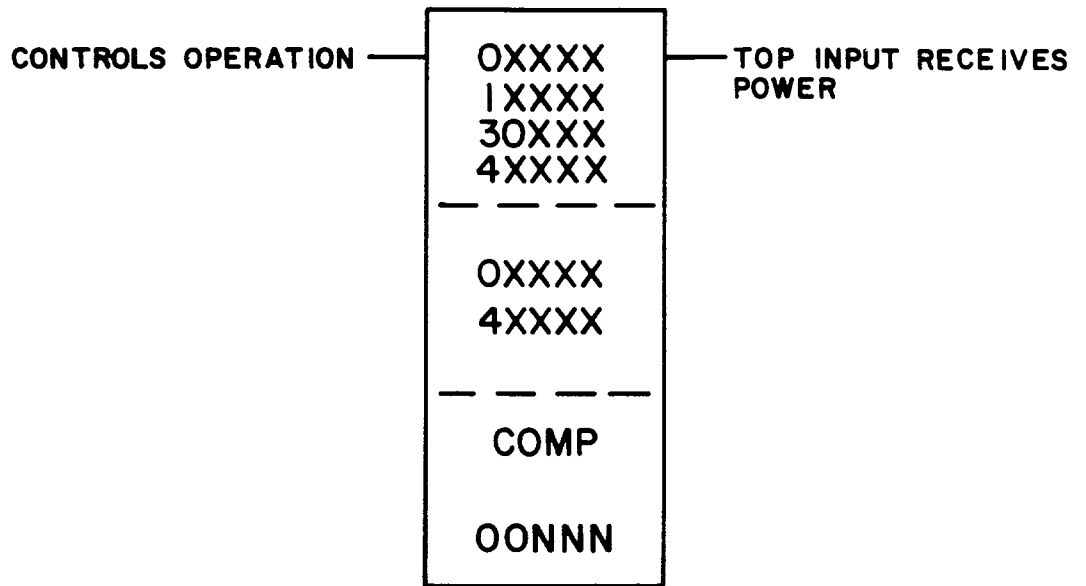 CONTROLS OPERATION
0XXXX
1XXXX
30XXX
4XXXX
TOP INPUT RECEIVES
POWER
0XXXX
4XXXX
COMP
00NNN